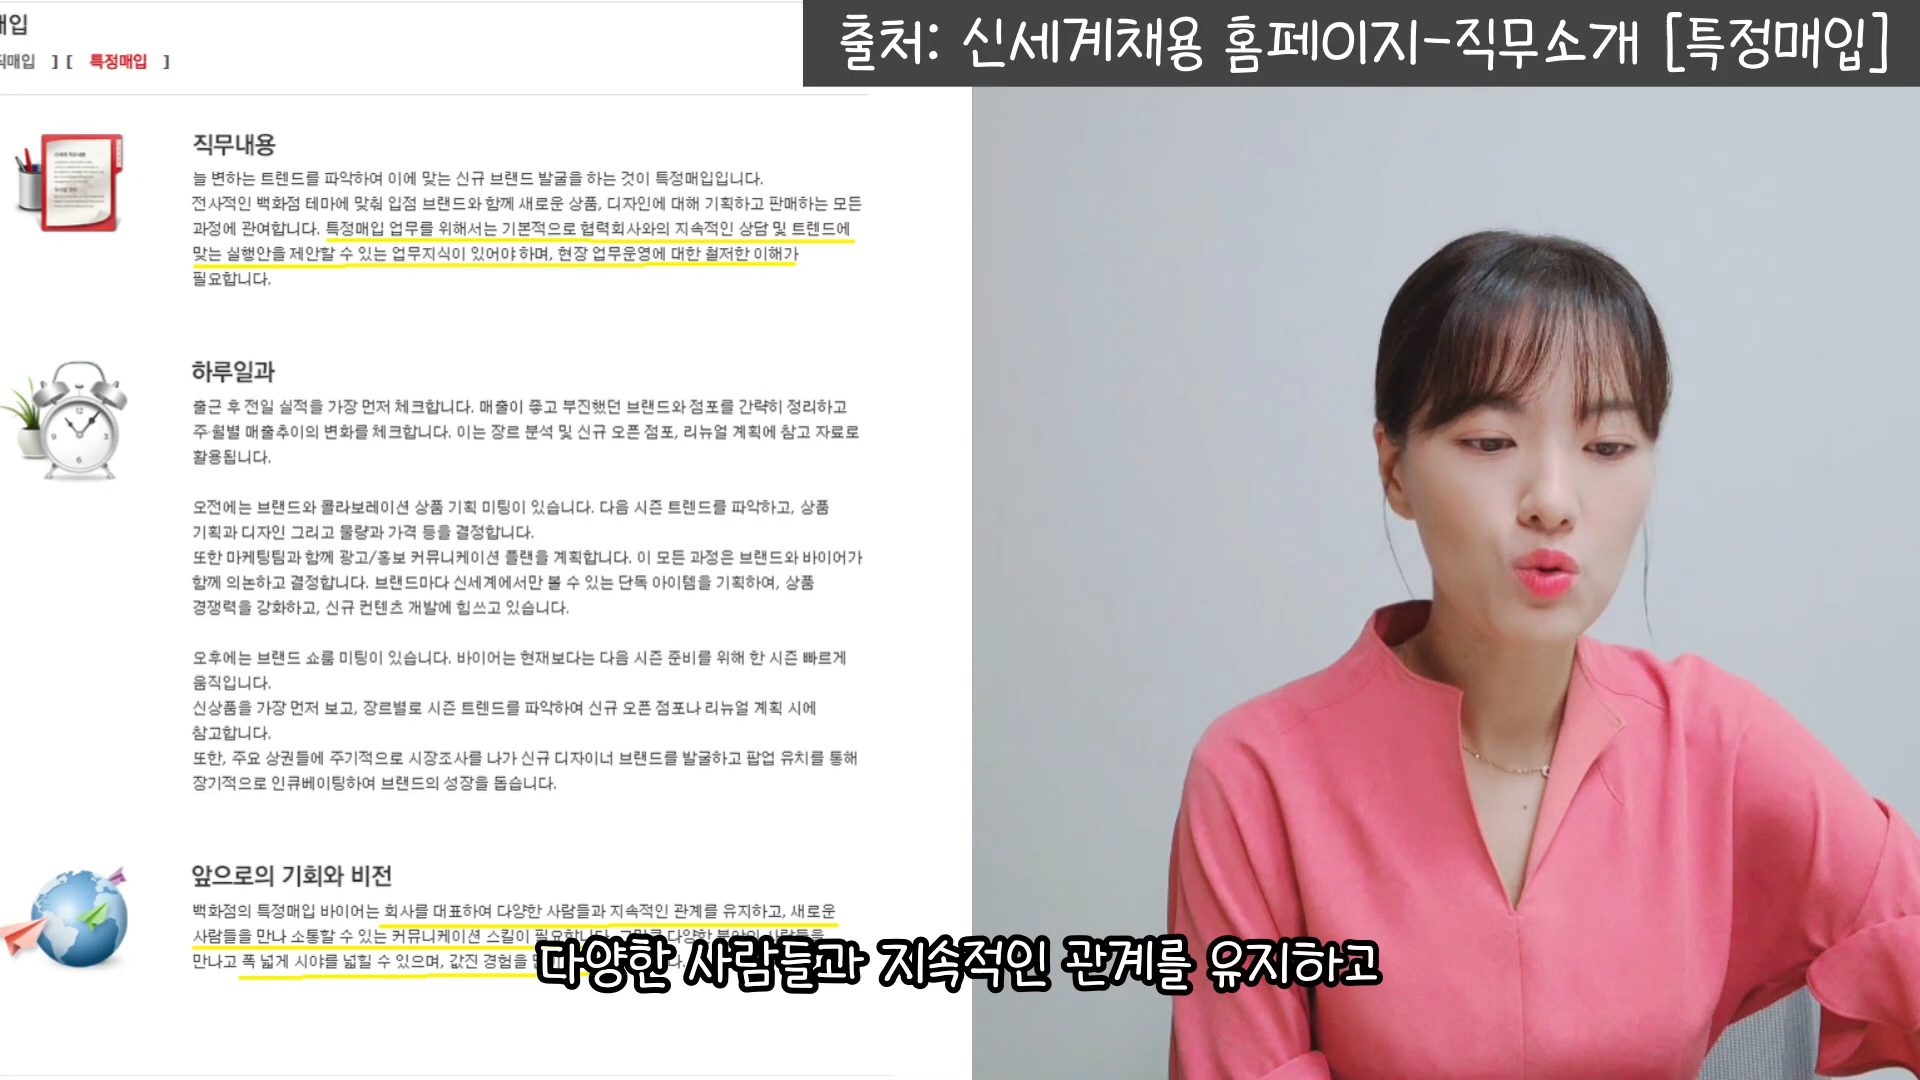 출처: 신세계채용 홈페이지-직무소개 [특정매입]
매입
직매입 ] [ 특정매입 ]
직무내용
늘 변하는 트렌드를 파악하여 이에 맞는 신규 브랜드 발굴을 하는 것이 특정매입입니다.
전사적인 백화점 테마에 맞춰 입점 브랜드와 함께 새로운 상품, 디자인에 대해 기획하고 판매하는 모든
과정에 관여합니다. 특정매입 업무를 위해서는 기본적으로 협력회사와의 지속적인 상담 및 트렌드에
맞는 실행안을 제안할 수 있는 업무지식이 있어야 하며, 현장 업무운영에 대한 철저한 이해가
필요합니다.
하루일과
출근 후 전일 실적을 가장 먼저 체크합니다. 매출이 좋고 부진했던 브랜드와 점포를 간략히 정리하고
주·월별 매출추이의 변화를 체크합니다. 이는 장르 분석 및 신규 오픈 점포, 리뉴얼 계획에 참고 자료로
활용됩니다.
오전에는 브랜드와 콜라보레이션 상품 기획 미팅이 있습니다. 다음 시즌 트렌드를 파악하고, 상품
기획과 디자인 그리고 물량과 가격 등을 결정합니다.
또한 마케팅팀과 함께 광고/홍보 커뮤니케이션 플랜을 계획합니다. 이 모든 과정은 브랜드와 바이어가
함께 의논하고 결정합니다. 브랜드마다 신세계에서만 볼 수 있는 단독 아이템을 기획하여, 상품
경쟁력을 강화하고, 신규 컨텐츠 개발에 힘쓰고 있습니다.
오후에는 브랜드 쇼룸 미팅이 있습니다. 바이어는 현재보다는 다음 시즌 준비를 위해 한 시즌 빠르게
움직입니다.
신상품을 가장 먼저 보고, 장르별로 시즌 트렌드를 파악하여 신규 오픈 점포나 리뉴얼 계획 시에
참고합니다.
또한, 주요 상권들에 주기적으로 시장조사를 나가 신규 디자이너 브랜드를 발굴하고 팝업 유치를 통해
장기적으로 인큐베이팅하여 브랜드의 성장을 돕습니다.
앞으로의 기회와 비전
백화점의 특정매입 바이어는 회사를 대표하여 다양한 사람들과 지속적인 관계를 유지하고, 새로운
사람들을 만나 소통할 수 있는 커뮤니케이션 스킬이 필요합니다. 그만큼 다양한 분야의 사람들을
만나고 폭 넓게 시야를 넓힐 수 있으며, 값진 경험을
다양한 사람들과 지속적인 관계를 유지하고